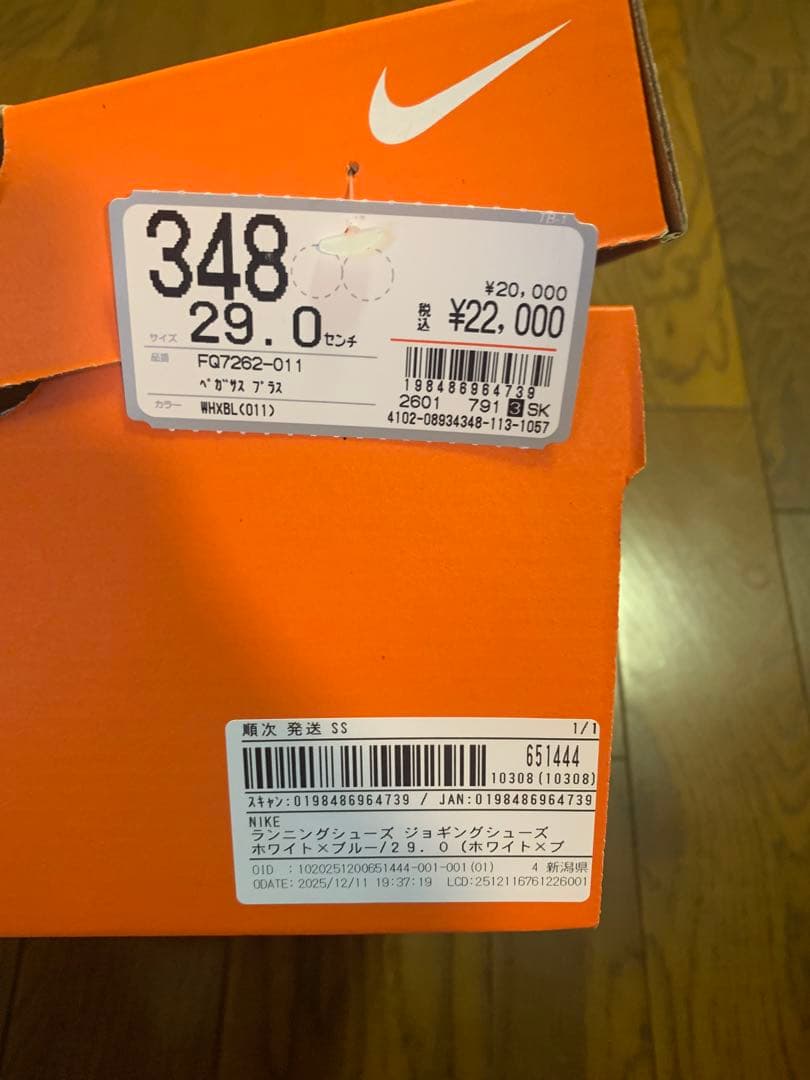 TB-1
348
サイズ 29.0センチ
¥20,000
税込 ¥22,000
品番 FQ7262-011
ペガサス プラス
カラー WHXBL(011)
198486964739
2601 791 3 SK
4102-08934348-113-1057
順次 発送 SS 1/1
651444
10308(10308)
スキャン:0198486964739 / JAN:0198486964739
NIKE
ランニングシューズ ジョギングシューズ
ホワイト×ブルー/29.0 (ホワイト×ブ
OID :1020251200651444-001-001(01) 4 新潟県
ODATE:2025/12/11 19:37:19 LCD:2512116761226001